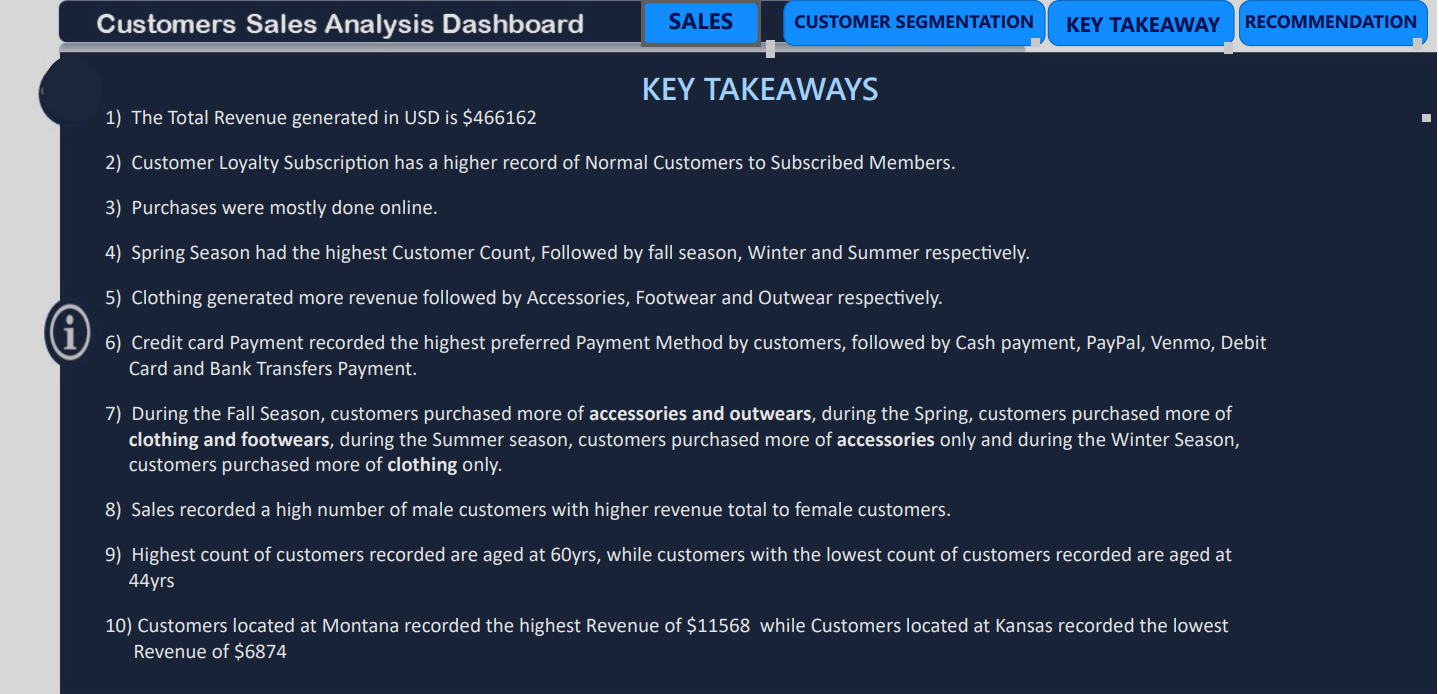 Customers Sales Analysis Dashboard
SALES
CUSTOMER SEGMENTATION
KEY TAKEAWAY
RECOMMENDATION
KEY TAKEAWAYS
1) The Total Revenue generated in USD is $466162
2) Customer Loyalty Subscription has a higher record of Normal Customers to Subscribed Members.
3) Purchases were mostly done online.
4) Spring Season had the highest Customer Count, Followed by fall season, Winter and Summer respectively.
5) Clothing generated more revenue followed by Accessories, Footwear and Outwear respectively.
6) Credit card Payment recorded the highest preferred Payment Method by customers, followed by Cash payment, PayPal, Venmo, Debit
Card and Bank Transfers Payment.
7) During the Fall Season, customers purchased more of accessories and outwears, during the Spring, customers purchased more of
clothing and footwears, during the Summer season, customers purchased more of accessories only and during the Winter Season,
customers purchased more of clothing only.
8) Sales recorded a high number of male customers with higher revenue total to female customers.
9) Highest count of customers recorded are aged at 60yrs, while customers with the lowest count of customers recorded are aged at
44yrs
10) Customers located at Montana recorded the highest Revenue of $11568 while Customers located at Kansas recorded the lowest
Revenue of $6874